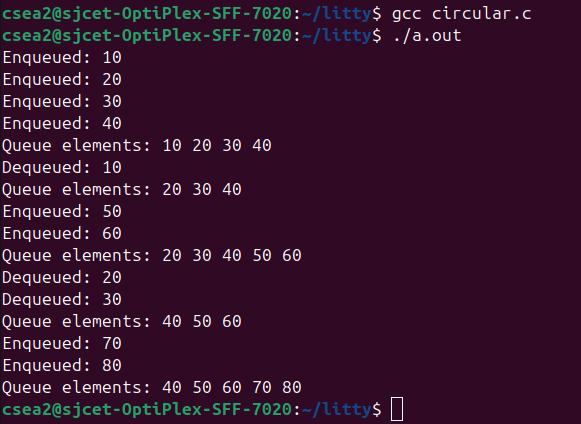 csea2@sjcet-OptiPlex-SFF-7020:~/litty$ gcc circular.c
csea2@sjcet-OptiPlex-SFF-7020:~/litty$ ./a.out
Enqueued: 10
Enqueued: 20
Enqueued: 30
Enqueued: 40
Queue elements: 10 20 30 40
Dequeued: 10
Queue elements: 20 30 40
Enqueued: 50
Enqueued: 60
Queue elements: 20 30 40 50 60
Dequeued: 20
Dequeued: 30
Queue elements: 40 50 60
Enqueued: 70
Enqueued: 80
Queue elements: 40 50 60 70 80
csea2@sjcet-OptiPlex-SFF-7020:~/litty$